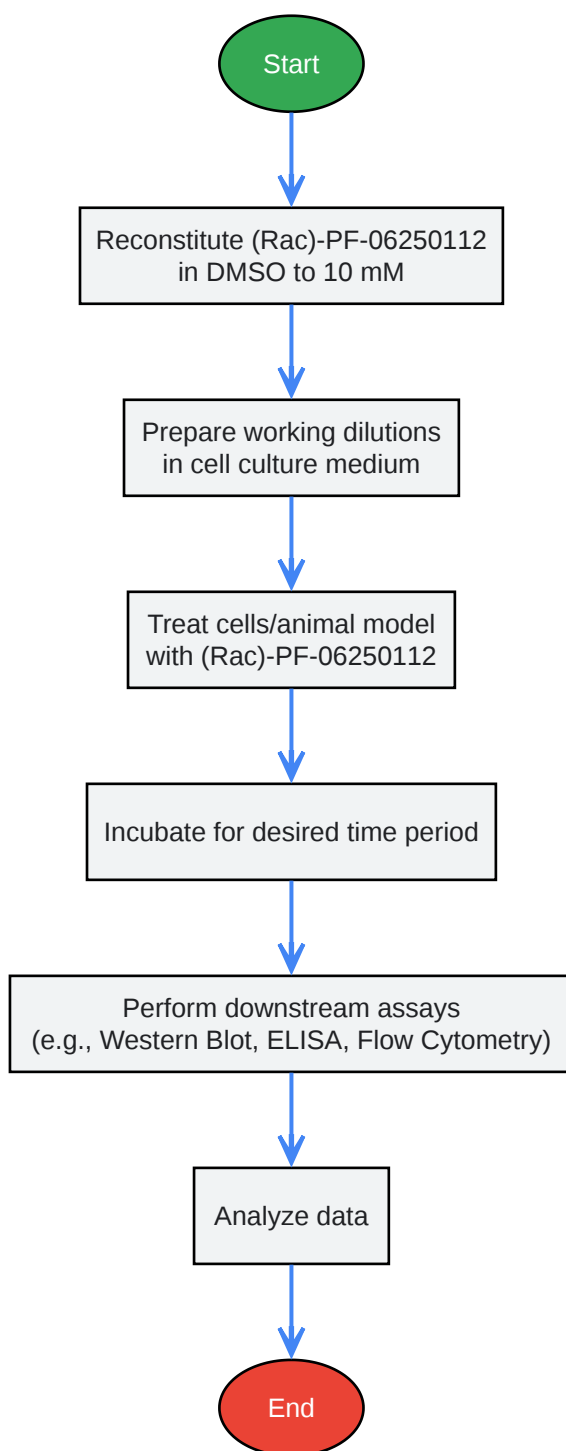 Start
Reconstitute (Rac)-PF-06250112
in DMSO to 10 mM
Prepare working dilutions
in cell culture medium
Treat cells/animal model
with (Rac)-PF-06250112
Incubate for desired time period
Perform downstream assays
(e.g., Western Blot, ELISA, Flow Cytometry)
Analyze data
End